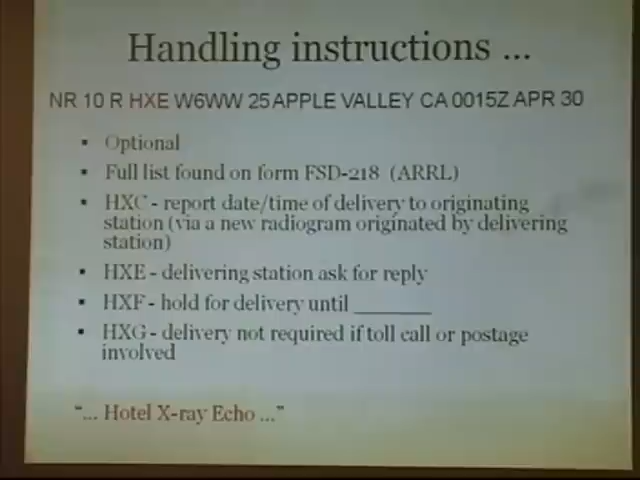 Handling instructions ...
NR 10 R HXE W6WW 25 APPLE VALLEY CA 0015Z APR 30
▪ Optional
▪ Full list found on form FSD-218 (ARRL)
▪ HXC - report date/time of delivery to originating
station (via a new radiogram originated by delivering
station)
▪ HXE - delivering station ask for reply
▪ HXF - hold for delivery until ________
▪ HXG - delivery not required if toll call or postage
involved
“... Hotel X-ray Echo ...”